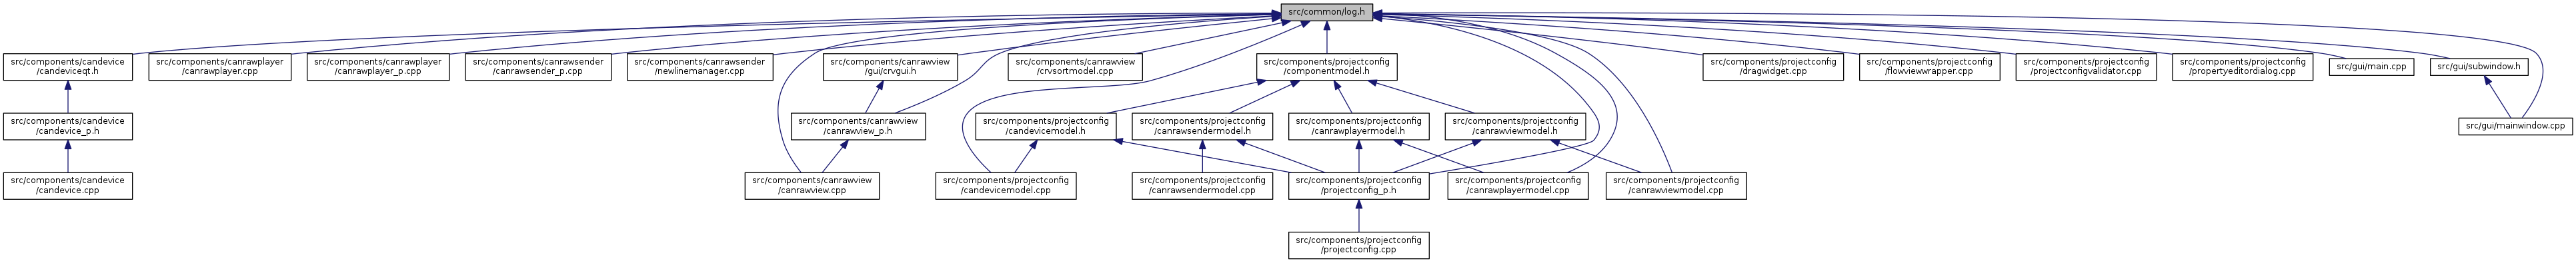 src/common/log.h
src/components/candevice
/candeviceqt.h
src/components/canrawplayer
/canrawplayer.cpp
src/components/canrawplayer
/canrawplayer_p.cpp
src/components/canrawsender
/canrawsender_p.cpp
src/components/canrawsender
/newlinemanager.cpp
src/components/canrawview
/gui/crvgui.h
src/components/canrawview
/crvsortmodel.cpp
src/components/projectconfig
/componentmodel.h
src/components/projectconfig
/dragwidget.cpp
src/components/projectconfig
/flowviewwrapper.cpp
src/components/projectconfig
/projectconfigvalidator.cpp
src/components/projectconfig
/propertyeditordialog.cpp
src/gui/main.cpp
src/gui/subwindow.h
src/components/candevice
/candevice_p.h
src/components/canrawview
/canrawview_p.h
src/components/projectconfig
/candevicemodel.h
src/components/projectconfig
/canrawsendermodel.h
src/components/projectconfig
/canrawplayermodel.h
src/components/projectconfig
/canrawviewmodel.h
src/gui/mainwindow.cpp
src/components/candevice
/candevice.cpp
src/components/canrawview
/canrawview.cpp
src/components/projectconfig
/candevicemodel.cpp
src/components/projectconfig
/canrawsendermodel.cpp
src/components/projectconfig
/projectconfig_p.h
src/components/projectconfig
/canrawplayermodel.cpp
src/components/projectconfig
/canrawviewmodel.cpp
src/components/projectconfig
/projectconfig.cpp